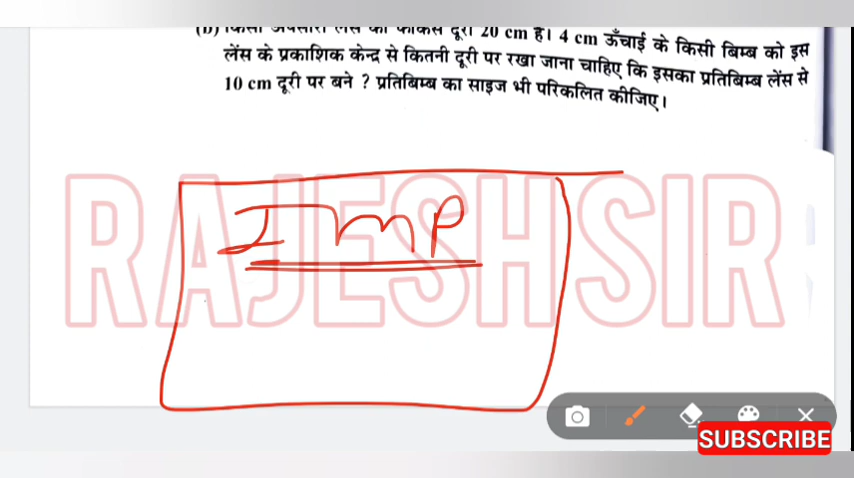 (b) किसी अपसारी लेंस की फोकस दूरी 20 cm है। 4 cm ऊँचाई के किसी बिम्ब को इस
लेंस के प्रकाशिक केन्द्र से कितनी दूरी पर रखा जाना चाहिए कि इसका प्रतिबिम्ब लेंस से
10 cm दूरी पर बने ? प्रतिबिम्ब का साइज भी परिकलित कीजिए।
RAJESHSIR
IMP
SUBSCRIBE